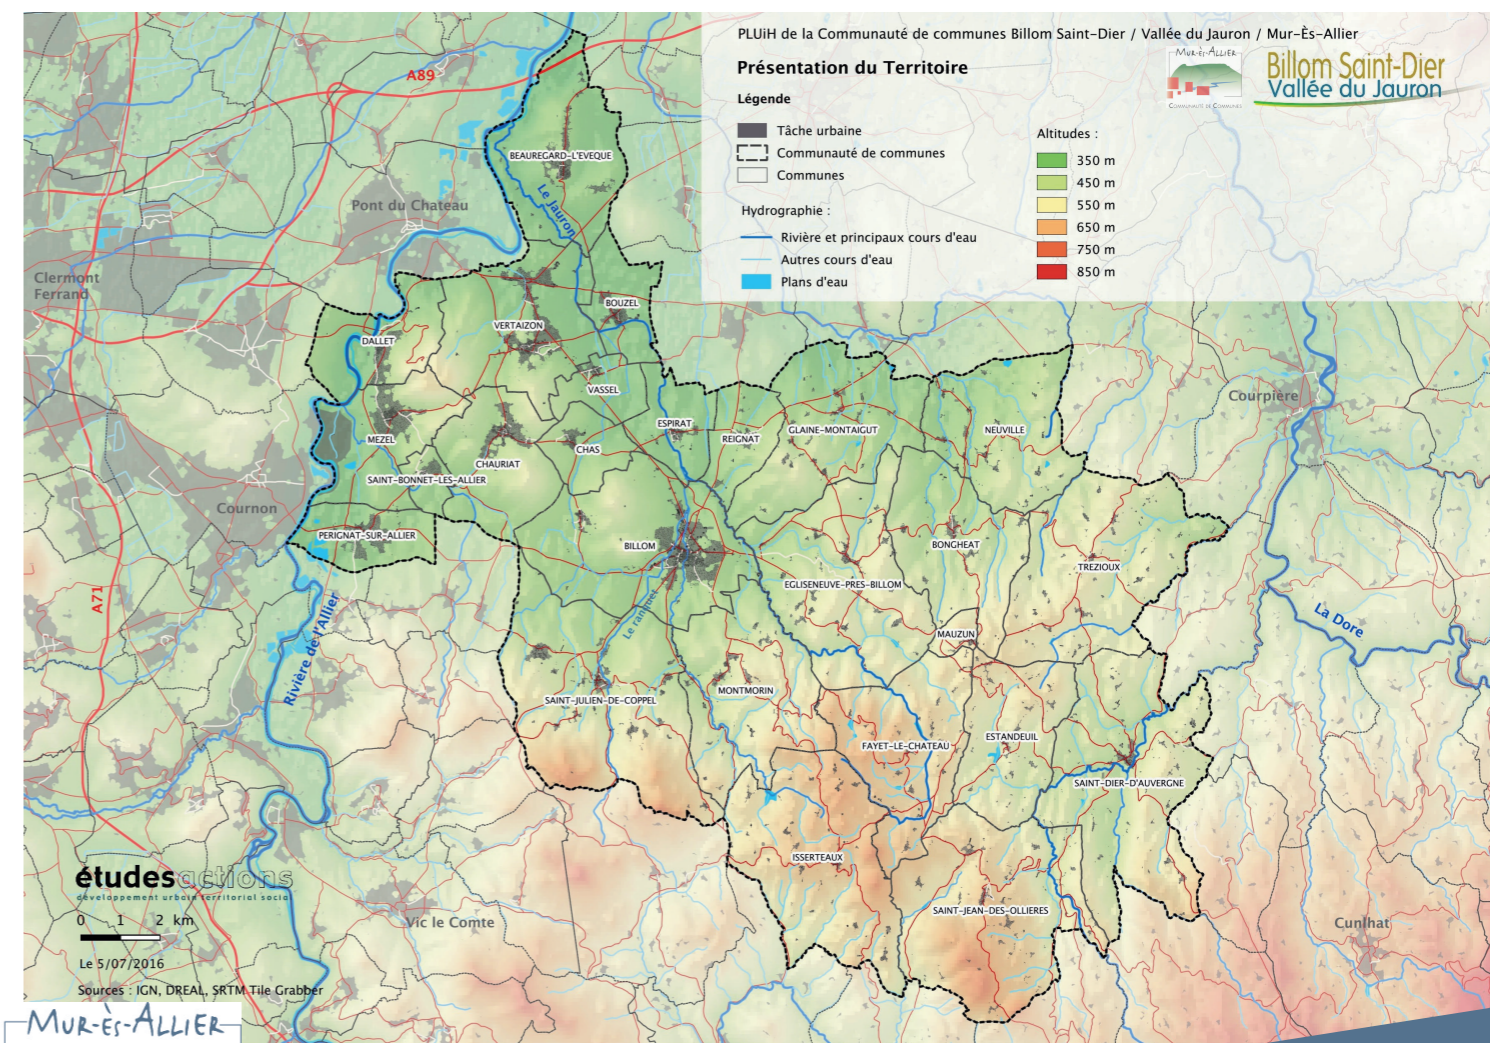 PLUiH de la Communauté de communes Billom Saint-Dier / Vallée du Jauron / Mur-Ès-Allier
Présentation du Territoire
MUR-ÈS-ALLIER
COMMUNAUTÉ DE COMMUNES
Billom Saint-Dier
Vallée du Jauron
Légende
Tâche urbaine
Communauté de communes
Communes
Hydrographie :
Rivière et principaux cours d'eau
Autres cours d'eau
Plans d'eau
Altitudes :
350 m
450 m
550 m
650 m
750 m
850 m
A89
BEAUREGARD-L'EVEQUE
Le Jauron
Pont du Chateau
Clermont
Ferrand
BOUZEL
VERTAIZON
DALLET
VASSEL
Courpière
ESPIRAT
REIGNAT
GLAINE-MONTAIGUT
NEUVILLE
MEZEL
CHAS
CHAURIAT
SAINT-BONNET-LES-ALLIER
Cournon
PERIGNAT-SUR-ALLIER
BILLOM
BONGHEAT
TREZIOUX
EGLISENEUVE-PRES-BILLOM
A71
Le ranquet
La Dore
MAUZUN
Rivière de l'Allier
MONTMORIN
SAINT-JULIEN-DE-COPPEL
ESTANDEUIL
FAYET-LE-CHATEAU
SAINT-DIER-D'AUVERGNE
ISSERTEAUX
SAINT-JEAN-DES-OLLIERES
Vic le Comte
Cunlhat
étudesactions
développement urbain territorial social
0 1 2 km
Le 5/07/2016
Sources : IGN, DREAL, SRTM Tile Grabber
MUR-ÈS-ALLIER